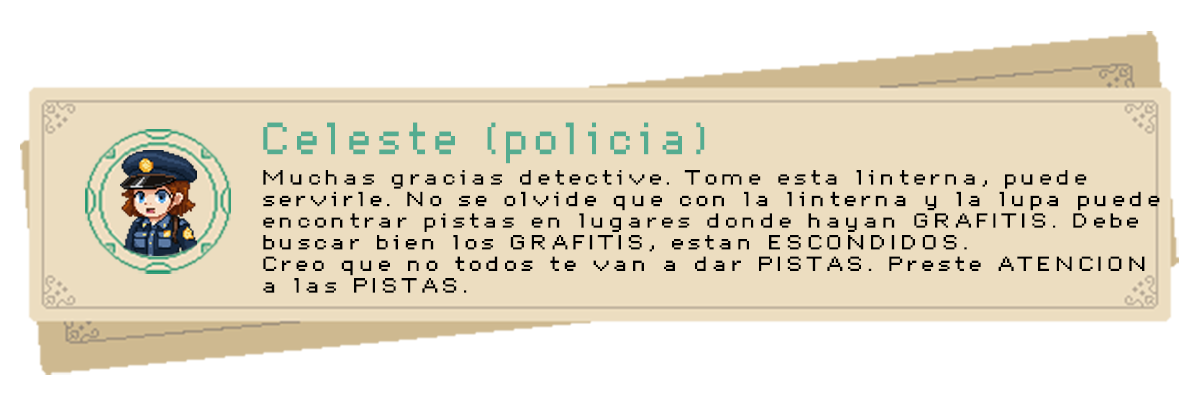 Celeste (policia)
Muchas gracias detective. Tome esta linterna, puede
servirle. No se olvide que con la linterna y la lupa puede
encontrar pistas en lugares donde hayan GRAFITIS. Debe
buscar bien los GRAFITIS, estan ESCONDIDOS.
Creo que no todos te van a dar PISTAS. Preste ATENCION
a las PISTAS.